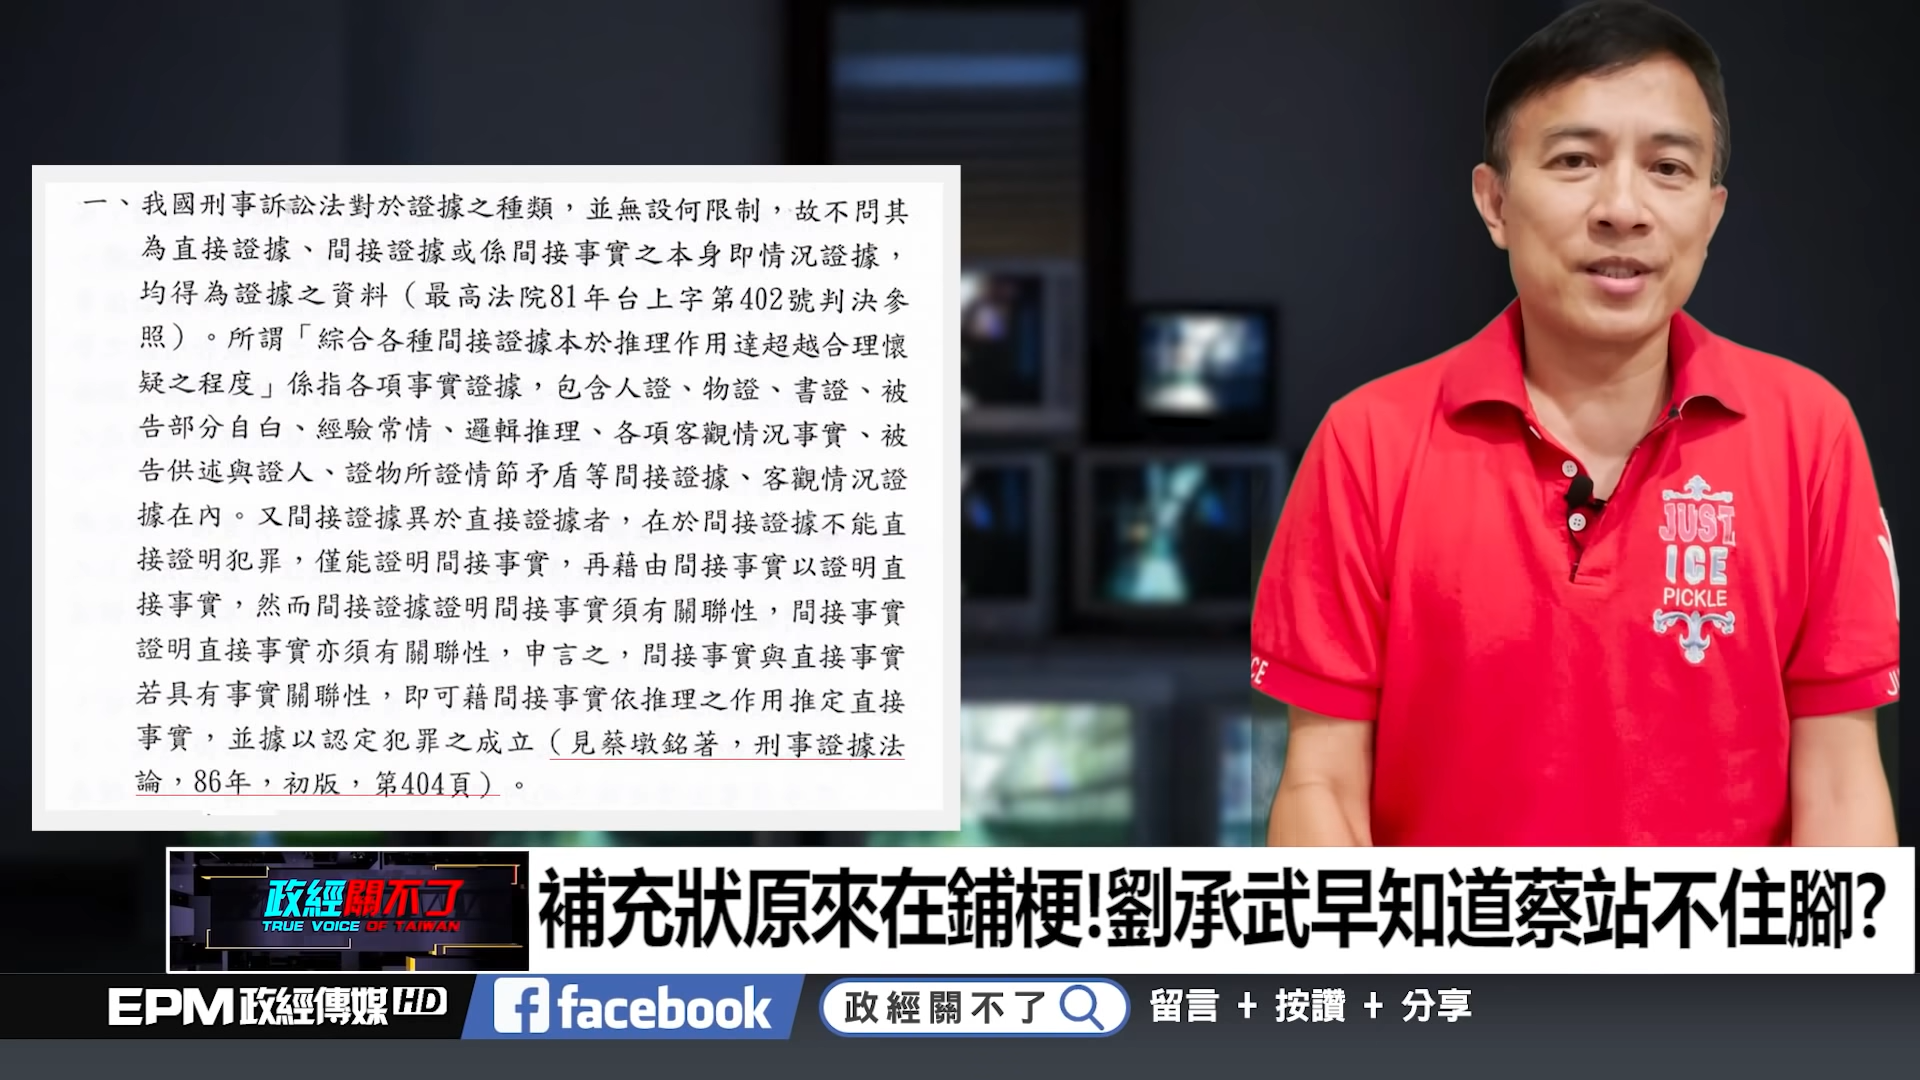 一、我國刑事訴訟法對於證據之種類，並無設何限制，故不問其
為直接證據、間接證據或係間接事實之本身即情況證據，
均得為證據之資料（最高法院81年台上字第402號判決參
照）。所謂「綜合各種間接證據本於推理作用達超越合理懷
疑之程度」係指各項事實證據，包含人證、物證、書證、被
告部分自白、經驗常情、邏輯推理、各項客觀情況事實、被
告供述與證人、證物所證情節矛盾等間接證據、客觀情況證
據在內。又間接證據異於直接證據者，在於間接證據不能直
接證明犯罪，僅能證明間接事實，再藉由間接事實以證明直
接事實，然而間接證據證明間接事實須有關聯性，間接事實
證明直接事實亦須有關聯性，申言之，間接事實與直接事實
若具有事實關聯性，即可藉間接事實依推理之作用推定直接
事實，並據以認定犯罪之成立（見蔡墩銘著，刑事證據法
論，86年，初版，第404頁）。
JUST
ICE
PICKLE
CE
JU
政經關不了
TRUE VOICE OF TAIWAN
補充狀原來在鋪梗!劉承武早知道蔡站不住腳?
EPM政經傳媒HD
facebook
政經關不了
留言 + 按讚 + 分享